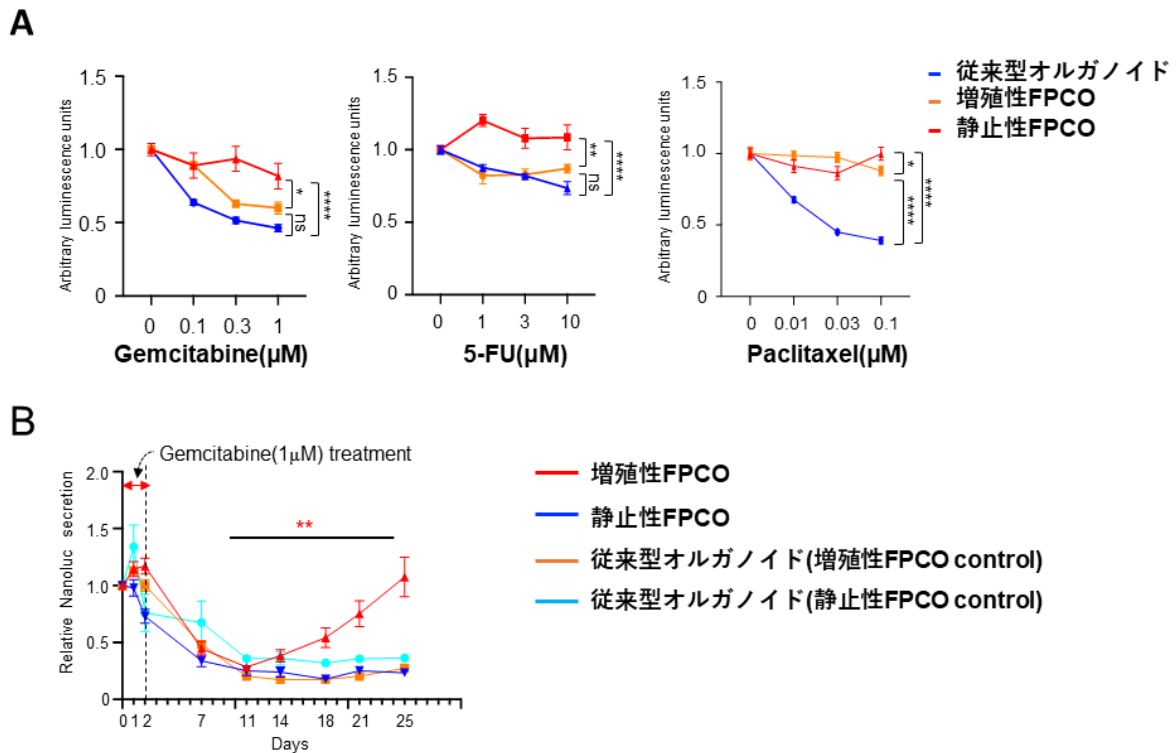 A
1.5
1.0
0.5
0
Arbitrary luminescence units
*
ns
****
0 0.1 0.3 1
Gemcitabine(μM)
1.5
1.0
0.5
0
Arbitrary luminescence units
**
ns
****
0 1 3 10
5-FU(μM)
1.5
1.0
0.5
0
Arbitrary luminescence units
*
****
****
0 0.01 0.03 0.1
Paclitaxel(μM)
従来型オルガノイド
増殖性FPCO
静止性FPCO
B
Gemcitabine(1μM) treatment
2.0
1.5
1.0
0.5
0
Relative Nanoluc secretion
**
0 1 2 7 11 14 18 21 25
Days
増殖性FPCO
静止性FPCO
従来型オルガノイド(増殖性FPCO control)
従来型オルガノイド(静止性FPCO control)